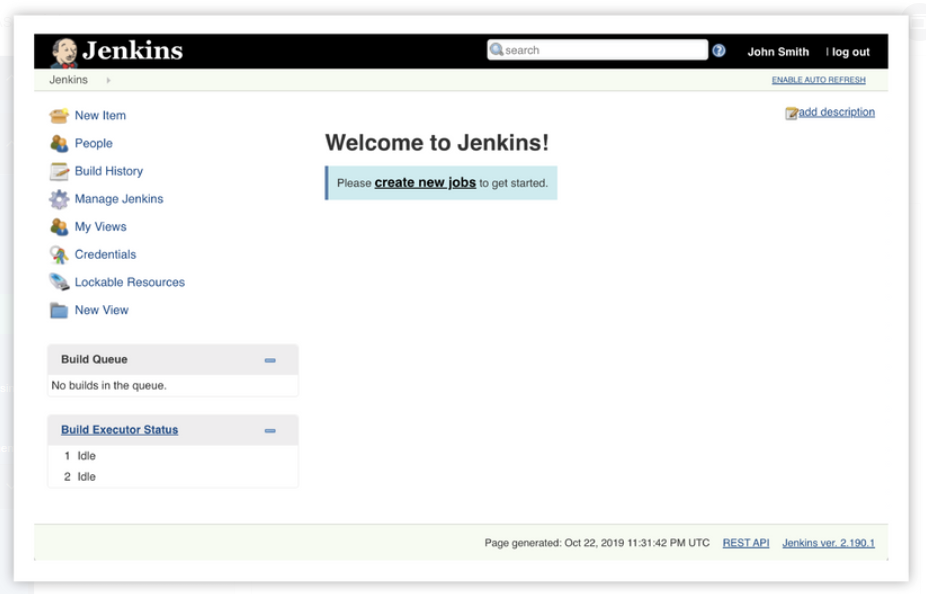 Jenkins
search
John Smith | log out
Jenkins
ENABLE AUTO REFRESH
New Item
People
Build History
Manage Jenkins
My Views
Credentials
Lockable Resources
New View
add description
Welcome to Jenkins!
Please create new jobs to get started.
Build Queue
No builds in the queue.
Build Executor Status
1 Idle
2 Idle
Page generated: Oct 22, 2019 11:31:42 PM UTC REST API Jenkins ver. 2.190.1